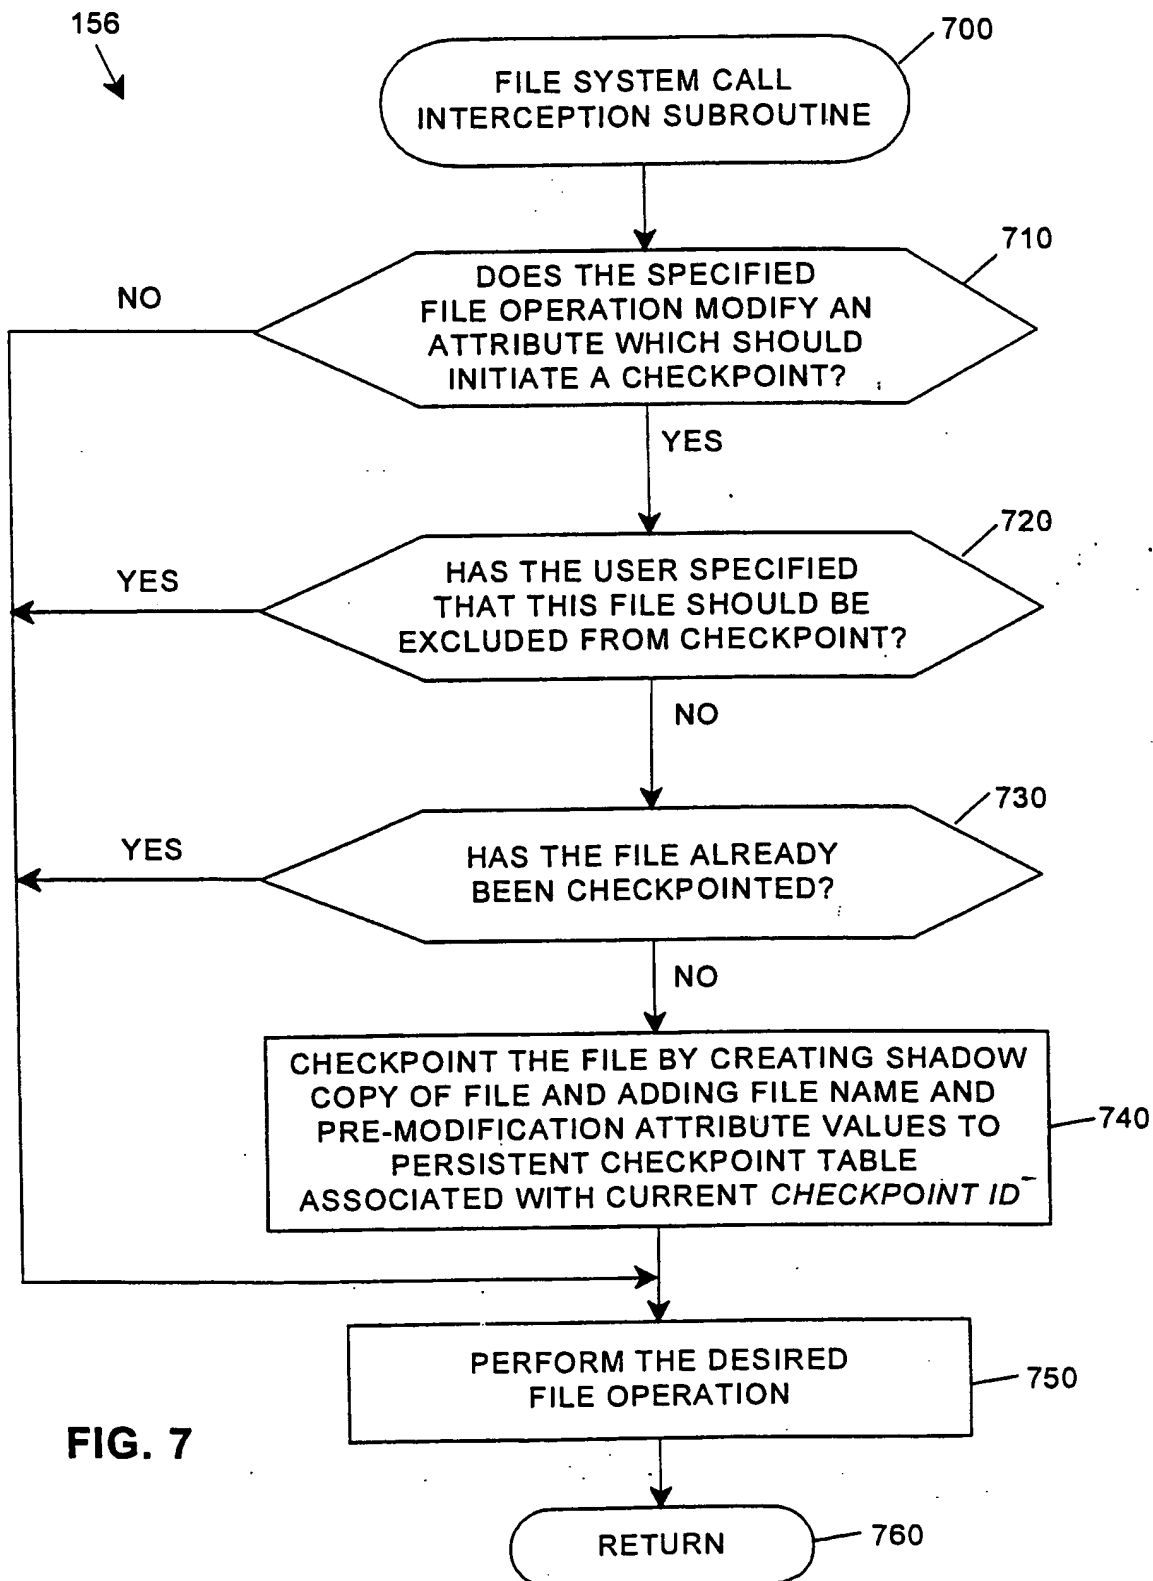 156
700
FILE SYSTEM CALL
INTERCEPTION SUBROUTINE
710
DOES THE SPECIFIED
FILE OPERATION MODIFY AN
ATTRIBUTE WHICH SHOULD
INITIATE A CHECKPOINT?
NO
YES
720
HAS THE USER SPECIFIED
THAT THIS FILE SHOULD BE
EXCLUDED FROM CHECKPOINT?
YES
NO
730
HAS THE FILE ALREADY
BEEN CHECKPOINTED?
YES
NO
CHECKPOINT THE FILE BY CREATING SHADOW
COPY OF FILE AND ADDING FILE NAME AND
PRE-MODIFICATION ATTRIBUTE VALUES TO
PERSISTENT CHECKPOINT TABLE
ASSOCIATED WITH CURRENT CHECKPOINT ID
740
PERFORM THE DESIRED
FILE OPERATION
750
FIG. 7
RETURN
760